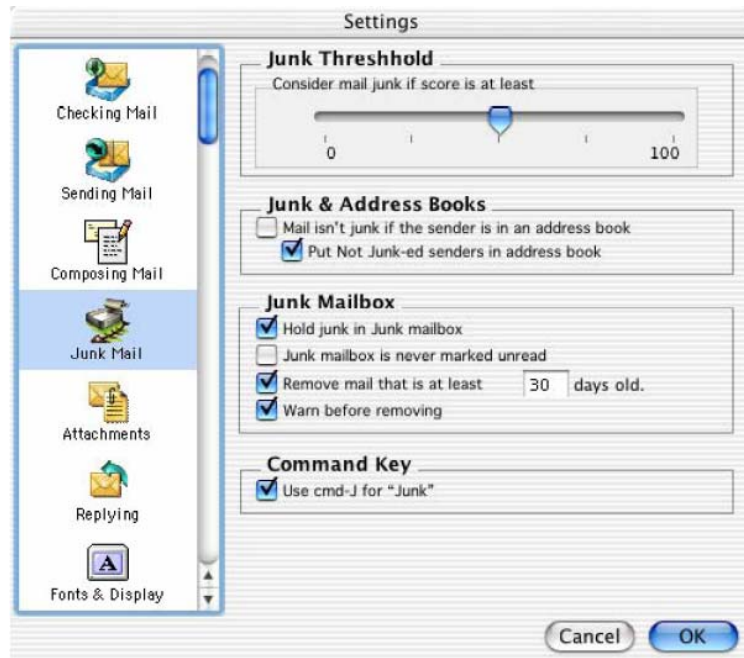 Settings
Checking Mail
Sending Mail
Composing Mail
Junk Mail
Attachments
Replying
A
Fonts & Display
Junk Threshhold
Consider mail junk if score is at least
0 100
Junk & Address Books
Mail isn't junk if the sender is in an address book
Put Not Junk-ed senders in address book
Junk Mailbox
Hold junk in Junk mailbox
Junk mailbox is never marked unread
Remove mail that is at least 30 days old.
Warn before removing
Command Key
Use cmd-J for “Junk”
Cancel OK